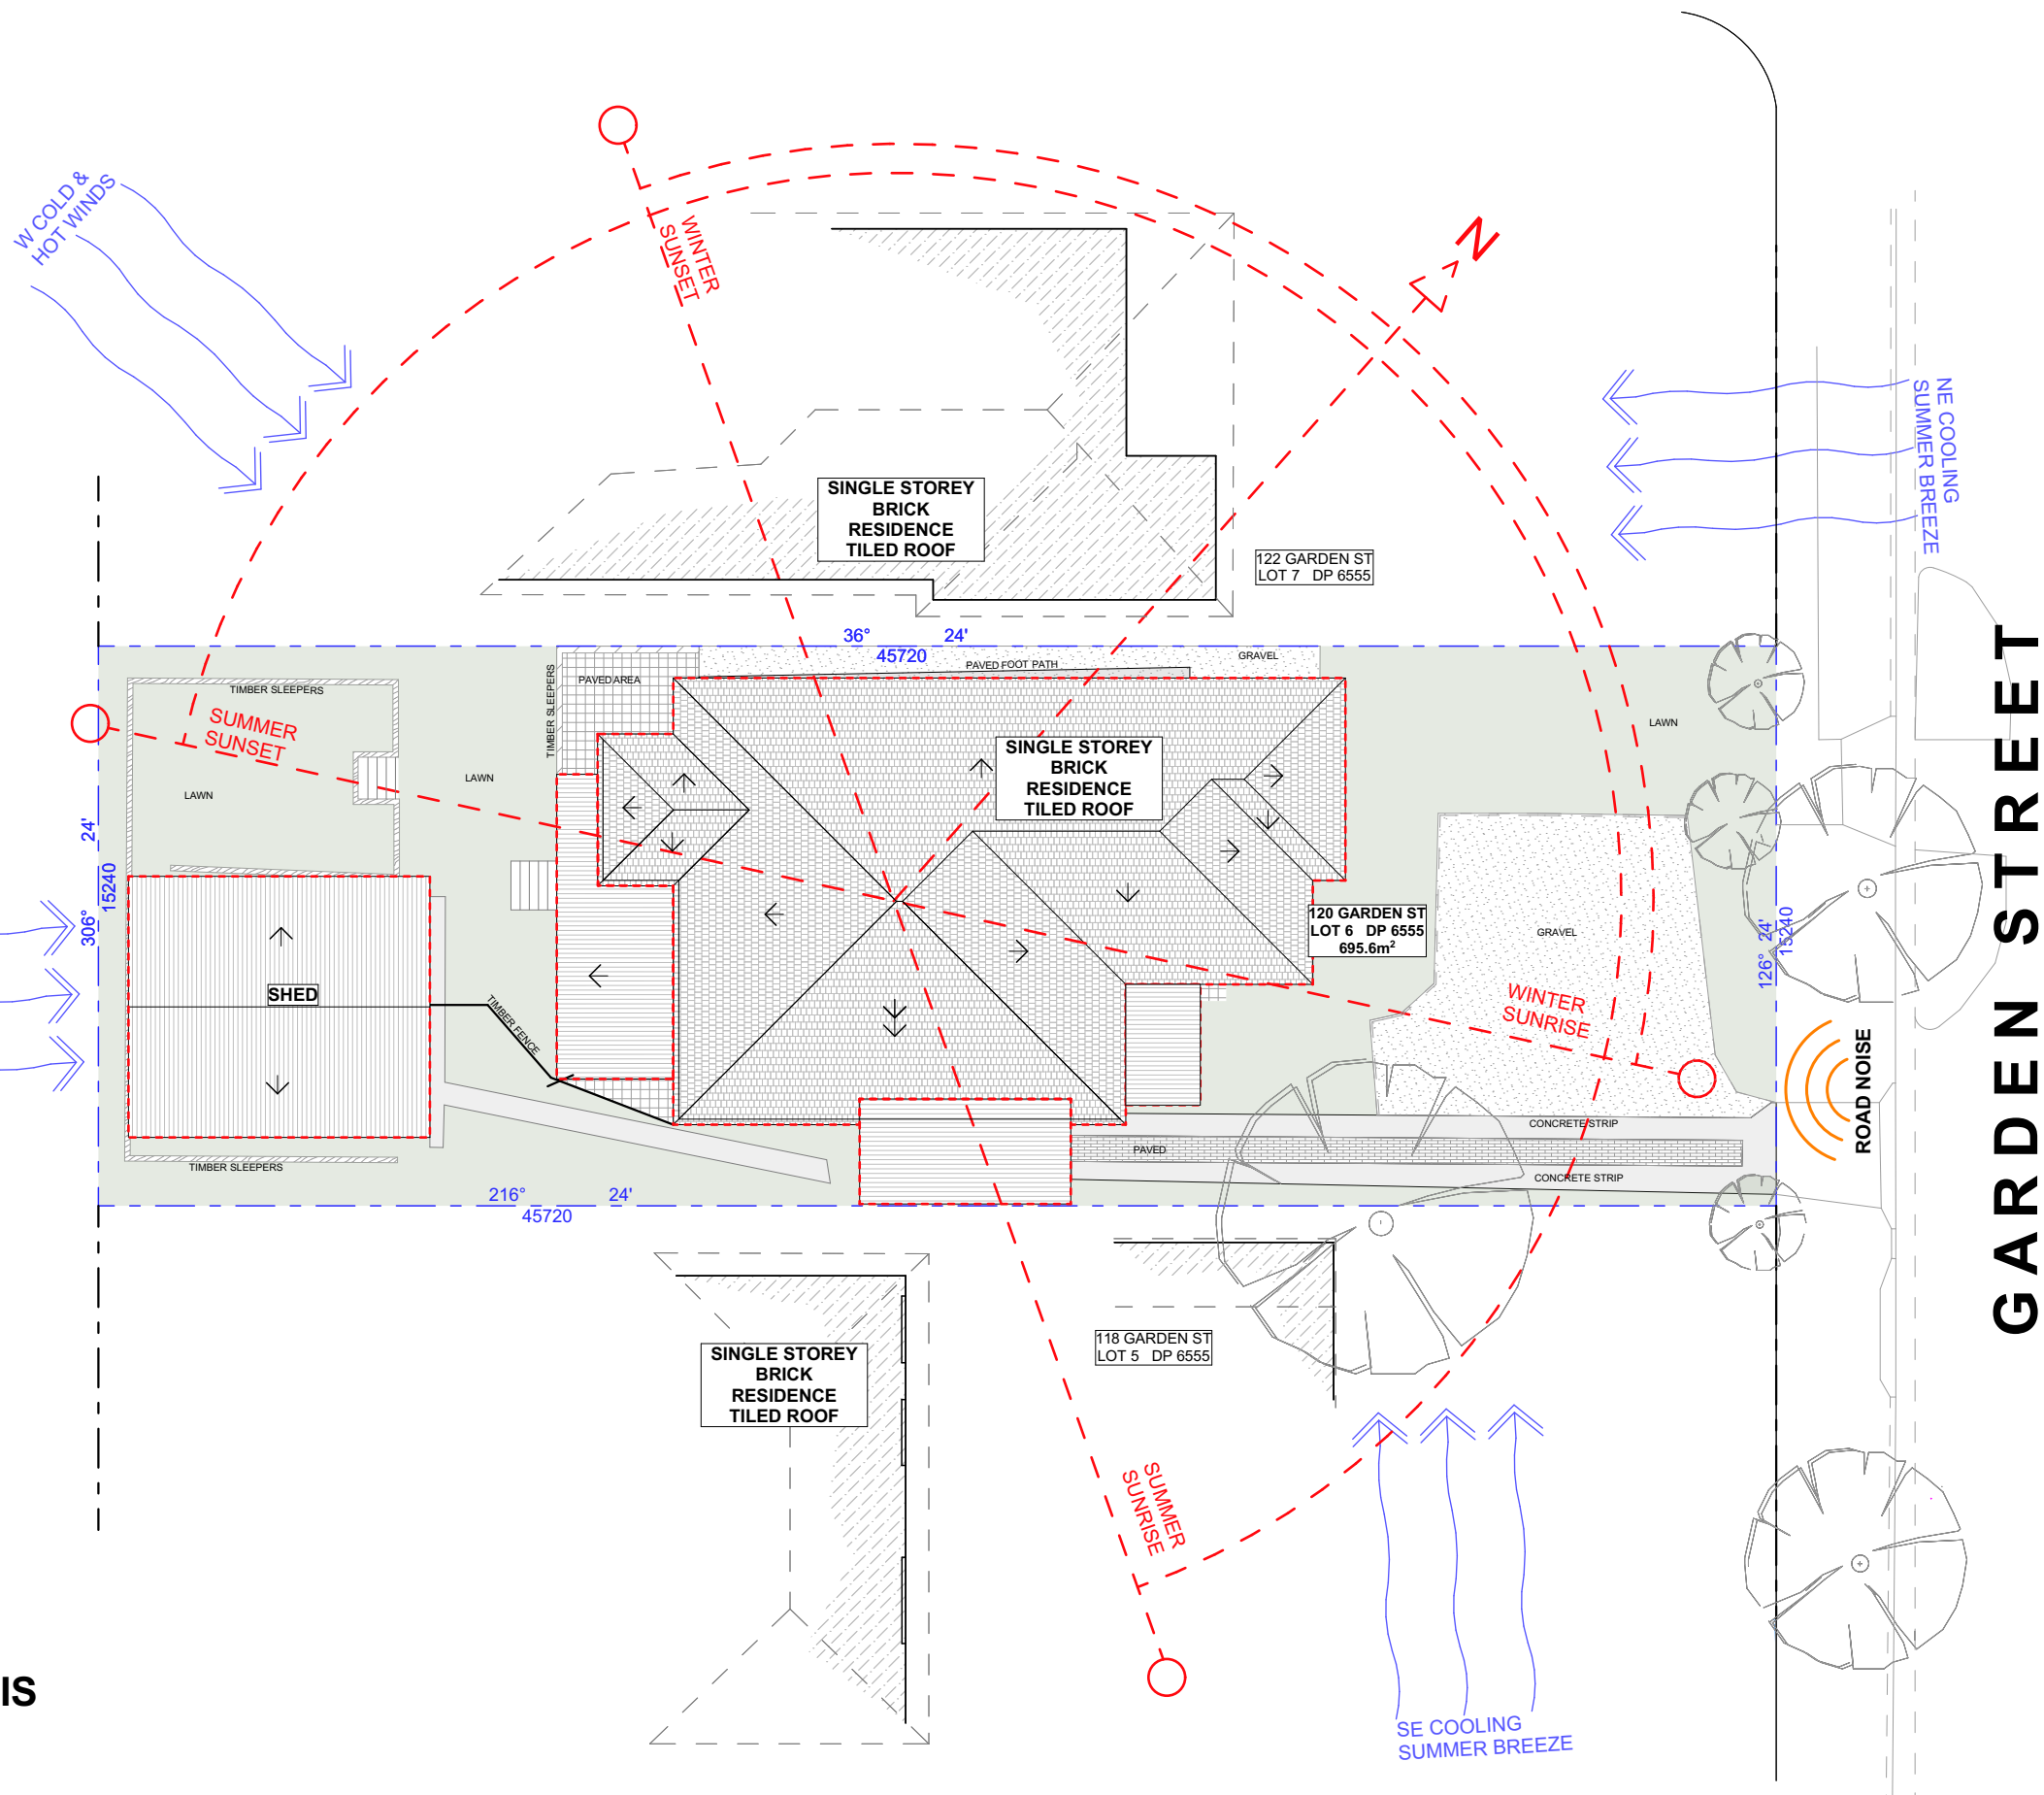 W COLD &
HOT WINDS
WINTER
SUNSET
N
NE COOLING
SUMMER BREEZE
SINGLE STOREY
BRICK
RESIDENCE
TILED ROOF
122 GARDEN ST
LOT 7 DP 6555
36° 24'
45720
PAVED FOOT PATH
GRAVEL
TIMBER SLEEPERS
PAVED AREA
TIMBER SLEEPERS
SUMMER
SUNSET
LAWN
LAWN
LAWN
SINGLE STOREY
BRICK
RESIDENCE
TILED ROOF
306° 24'
15240
120 GARDEN ST
LOT 6 DP 6555
695.6m²
GRAVEL
126° 24'
15240
GARDEN STREET
SHED
TIMBER FENCE
WINTER
SUNRISE
ROAD NOISE
CONCRETE STRIP
PAVED
CONCRETE STRIP
TIMBER SLEEPERS
216° 24'
45720
SINGLE STOREY
BRICK
RESIDENCE
TILED ROOF
118 GARDEN ST
LOT 5 DP 6555
SUMMER
SUNRISE
SE COOLING
SUMMER BREEZE
IS